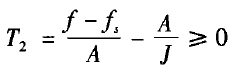 T₂ = (f − fₛ)/A − A/J ⩾ 0